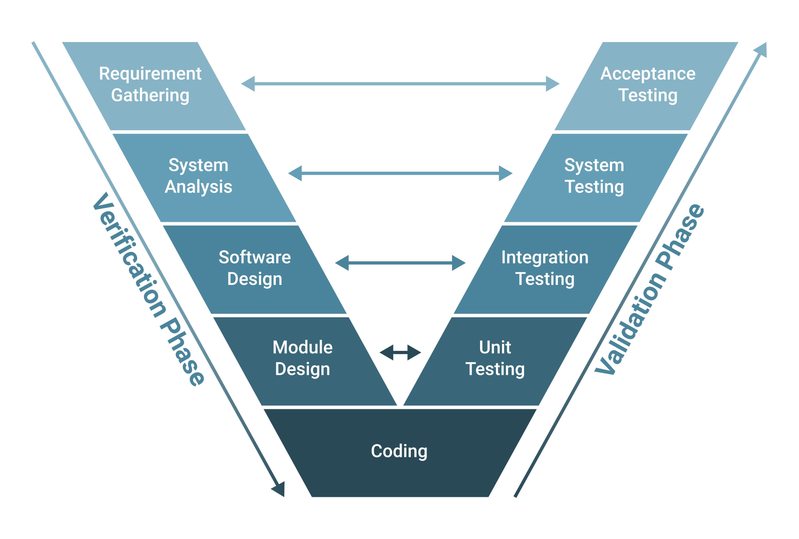 Requirement
Gathering
Acceptance
Testing
System
Analysis
System
Testing
Software
Design
Integration
Testing
Module
Design
Unit
Testing
Coding
Verification Phase
Validation Phase